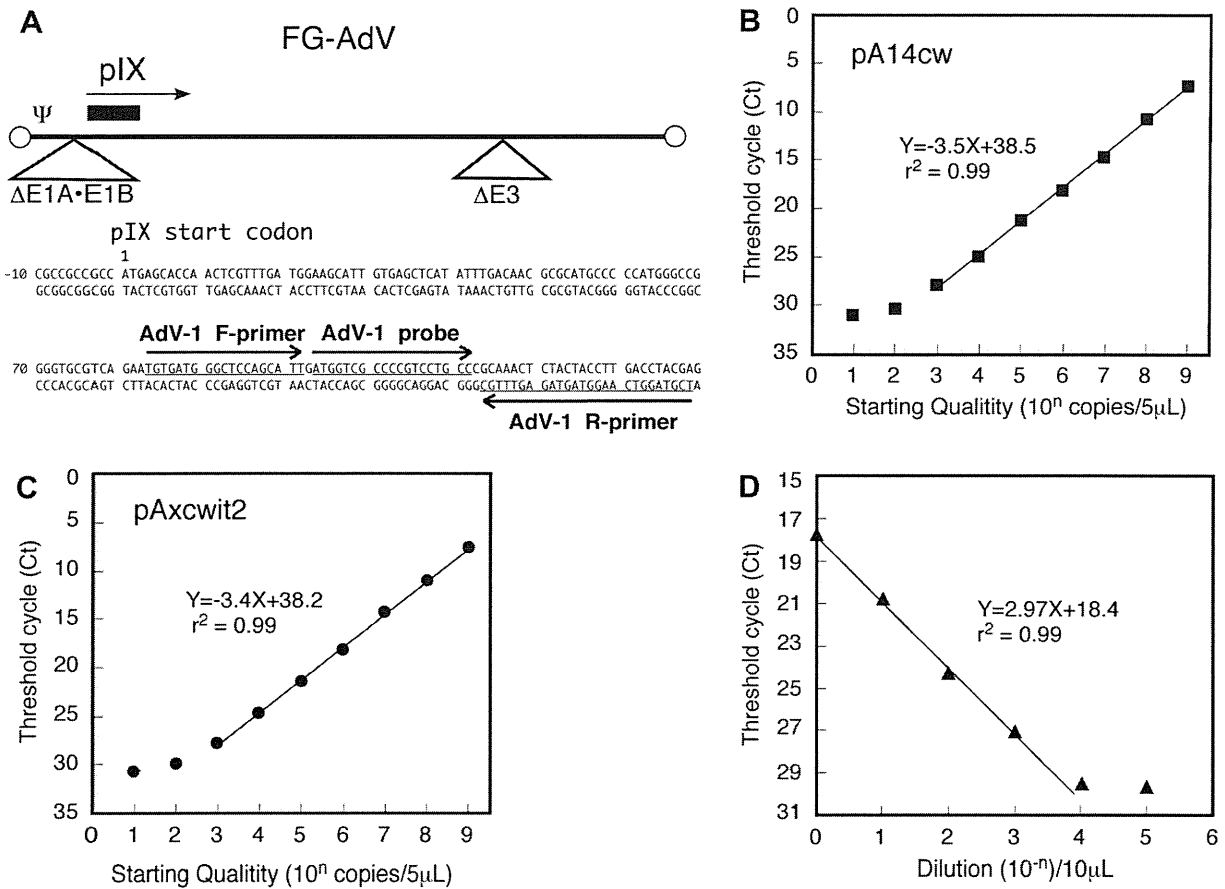 A
FG-AdV
pIX
Ψ
ΔE1A•E1B
ΔE3
pIX start codon
1
-10 CGCCGCCGCC ATGAGCACCA ACTCGTTTGA TGGAAGCATT GTGAGCTCAT ATTTGACAAC GCGCATGCCC CCATGGGCCG
GCGGCGGCGG TACTCGTGGT TGAGCAAACT ACCTTCGTAA CACTCGAGTA TAAACTGTTG CGCGTACGGG GGTACCCGGC
AdV-1 F-primer AdV-1 probe
70 GGGTGCGTCA GAATGTGATG GGCTCCAGCA TTGATGGTCG CCCCGTCCTG CCCGCAAACT CTACTACCTT GACCTACGAG
CCCACGCAGT CTTACACTAC CCGAGGTCGT AACTACCAGC GGGGCAGGAC GGGCGTTTGA GATGATGGAA CTGGATGCTA
AdV-1 R-primer
B
pA14cw
Y=-3.5X+38.5
r² = 0.99
Threshold cycle (Ct)
0
5
10
15
20
25
30
35
0 1 2 3 4 5 6 7 8 9
Starting Qualitity (10ⁿ copies/5µL)
C
pAxcwit2
Y=-3.4X+38.2
r² = 0.99
Threshold cycle (Ct)
0
5
10
15
20
25
30
35
0 1 2 3 4 5 6 7 8 9
Starting Qualitity (10ⁿ copies/5µL)
D
Y=2.97X+18.4
r² = 0.99
Threshold cycle (Ct)
15
17
19
21
23
25
27
29
31
0 1 2 3 4 5 6
Dilution (10⁻ⁿ)/10µL